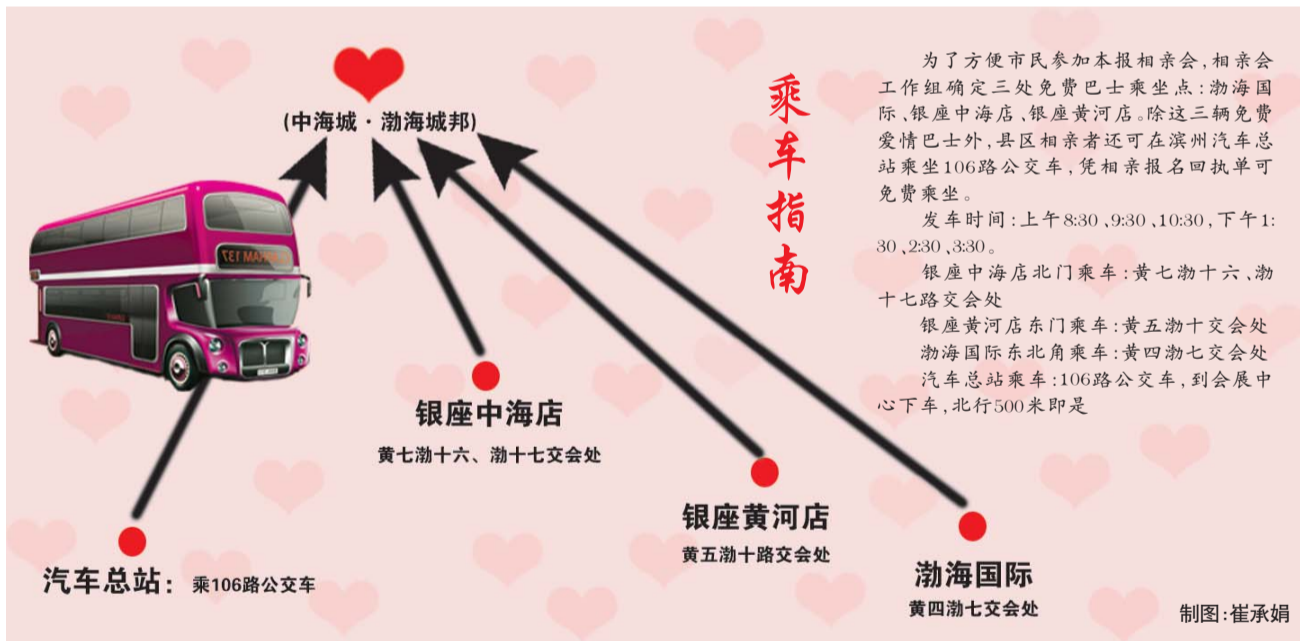 (中海城·渤海城邦)
乘车指南
为了方便市民参加本报相亲会,相亲会
工作组确定三处免费巴士乘坐点:渤海国
际、银座中海店、银座黄河店。除这三辆免费
爱情巴士外,县区相亲者还可在滨州汽车总
站乘坐106路公交车,凭相亲报名回执单可
免费乘坐。
发车时间:上午8:30、9:30、10:30,下午1:
30、2:30、3:30。
银座中海店北门乘车:黄七渤十六、渤
十七路交会处
银座黄河店东门乘车:黄五渤十交会处
渤海国际东北角乘车:黄四渤七交会处
汽车总站乘车:106路公交车,到会展中
心下车,北行500米即是
银座中海店
黄七渤十六、渤十七交会处
银座黄河店
黄五渤十路交会处
渤海国际
黄四渤七交会处
汽车总站：乘106路公交车
制图:崔承娟